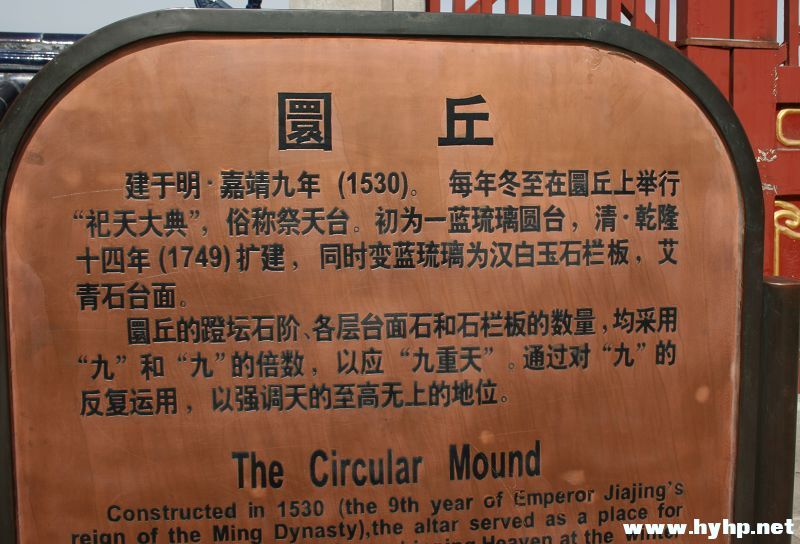 圜 丘
建于明·嘉靖九年 (1530)。 每年冬至在圜丘上举行
“祀天大典”，俗称祭天台。初为一蓝琉璃圆台，清·乾隆
十四年 (1749) 扩建，同时变蓝琉璃为汉白玉石栏板，艾
青石台面。
圜丘的蹬坛石阶、各层台面石和石栏板的数量，均采用
“九”和“九”的倍数，以应“九重天”。通过对“九”的
反复运用，以强调天的至高无上的地位。
The Circular Mound
Constructed in 1530 (the 9th year of Emperor Jiajing's
reign of the Ming Dynasty),the altar served as a place for
Heaven at the winter
www.hyhp.net